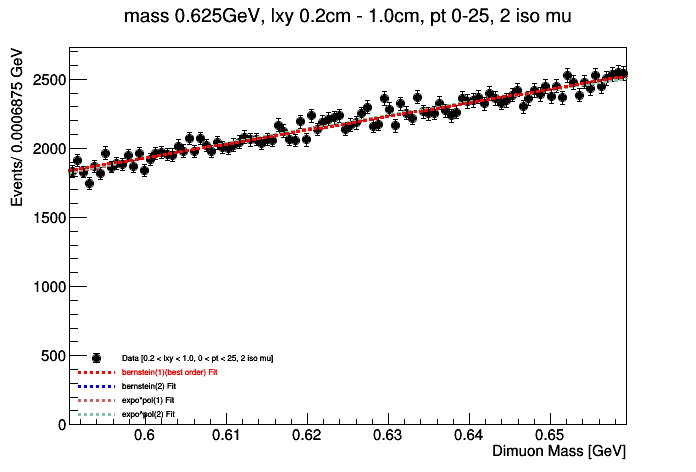 mass 0.625GeV, lxy 0.2cm - 1.0cm, pt 0-25, 2 iso mu
Events/ 0.0006875 GeV
2500
2000
1500
1000
500
0
Data [0.2 < lxy < 1.0, 0 < pt < 25, 2 iso mu]
bernstein(1)(best order) Fit
bernstein(2) Fit
expo*pol(1) Fit
expo*pol(2) Fit
0.6 0.61 0.62 0.63 0.64 0.65
Dimuon Mass [GeV]